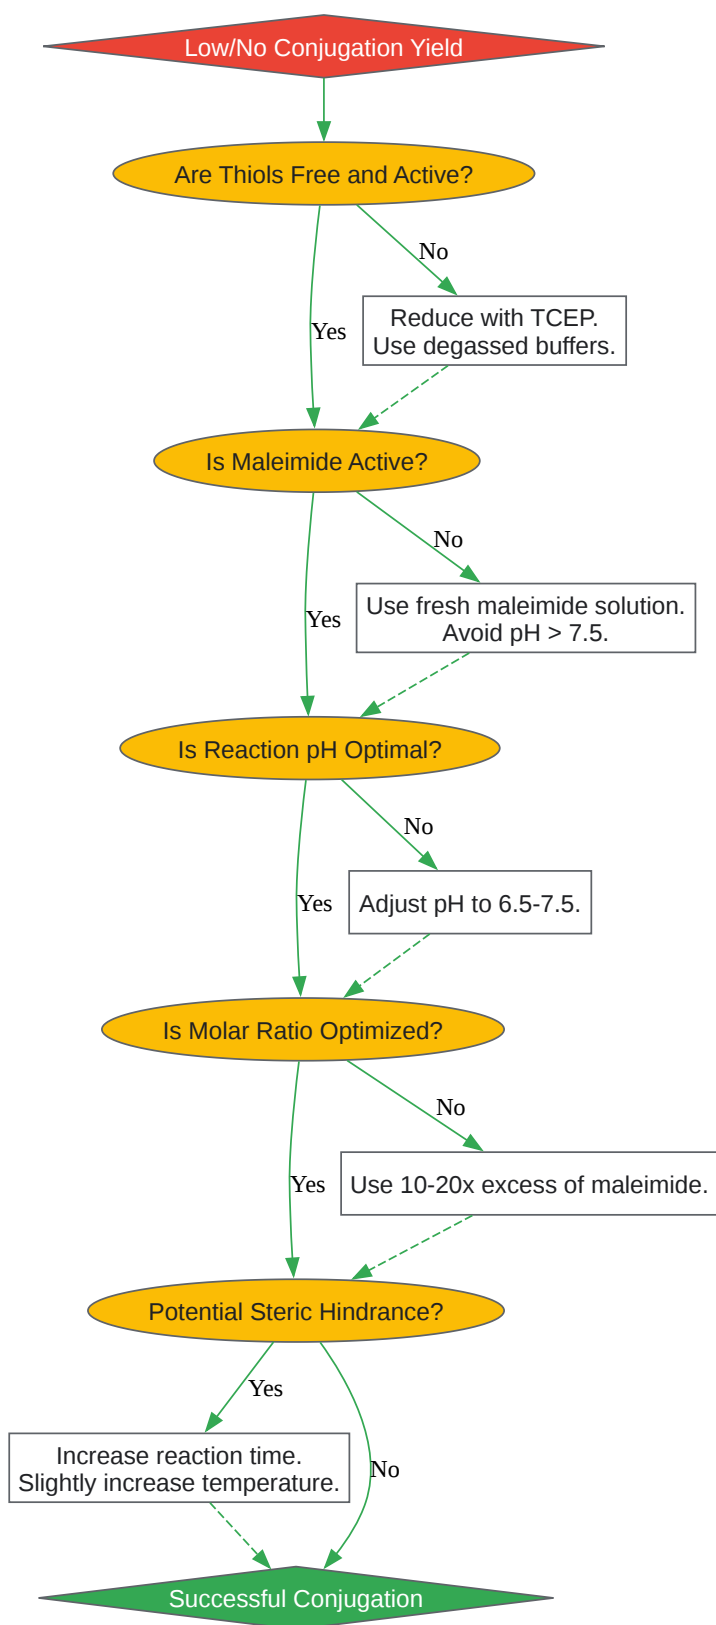 Low/No Conjugation Yield
Are Thiols Free and Active?
No
Reduce with TCEP.
Use degassed buffers.
Yes
Is Maleimide Active?
No
Use fresh maleimide solution.
Avoid pH > 7.5.
Yes
Is Reaction pH Optimal?
No
Adjust pH to 6.5-7.5.
Yes
Is Molar Ratio Optimized?
No
Use 10-20x excess of maleimide.
Yes
Potential Steric Hindrance?
Yes
Increase reaction time.
Slightly increase temperature.
No
Successful Conjugation